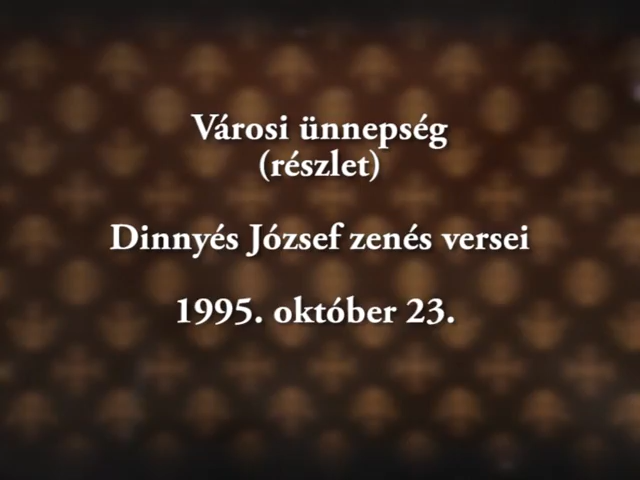 Városi ünnepség
(részlet)
Dinnyés József zenés versei
1995. október 23.